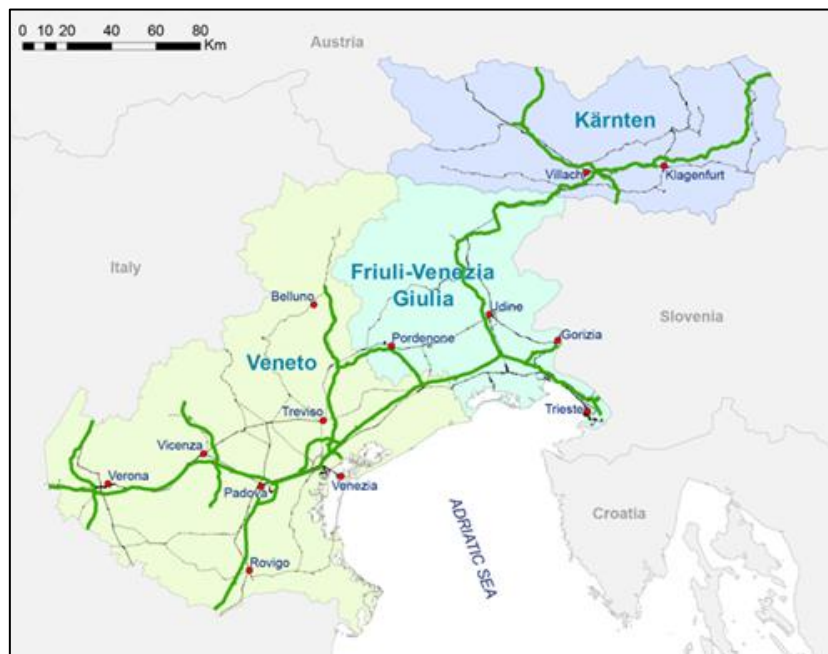 0 10 20 40 60 80
Km
Austria
Kärnten
Villach
Klagenfurt
Italy
Friuli-Venezia
Giulia
Belluno
Udine
Slovenia
Pordenone
Gorizia
Veneto
Treviso
Trieste
Vicenza
Verona
Padova
Venezia
Croatia
ADRIATIC SEA
Rovigo